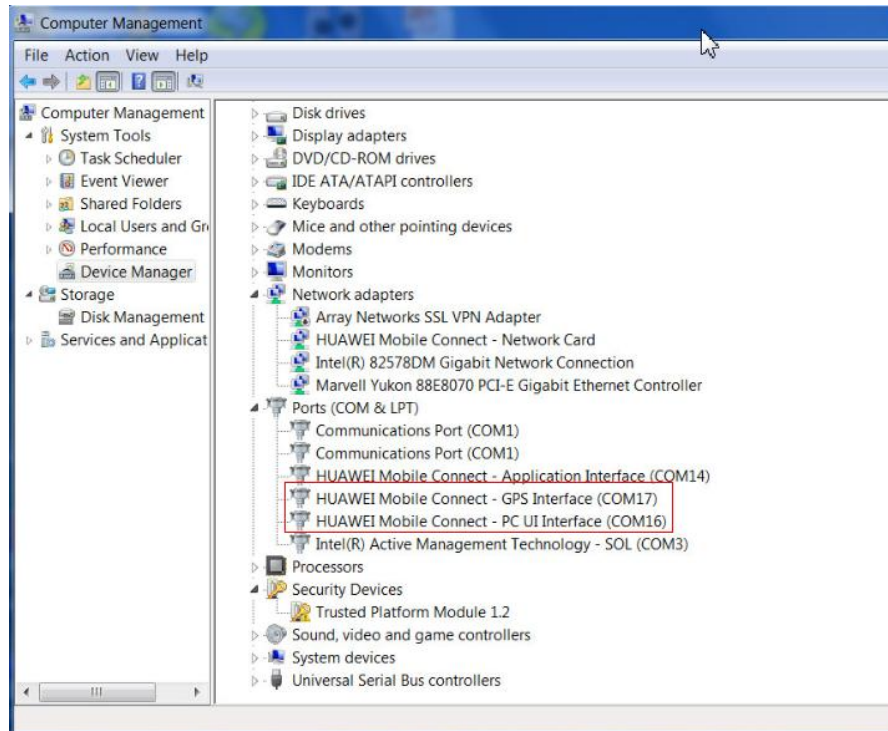 Computer Management
File Action View Help
Computer Management
System Tools
Task Scheduler
Event Viewer
Shared Folders
Local Users and Gr
Performance
Device Manager
Storage
Disk Management
Services and Applicat
Disk drives
Display adapters
DVD/CD-ROM drives
IDE ATA/ATAPI controllers
Keyboards
Mice and other pointing devices
Modems
Monitors
Network adapters
Array Networks SSL VPN Adapter
HUAWEI Mobile Connect - Network Card
Intel(R) 82578DM Gigabit Network Connection
Marvell Yukon 88E8070 PCI-E Gigabit Ethernet Controller
Ports (COM & LPT)
Communications Port (COM1)
Communications Port (COM1)
HUAWEI Mobile Connect - Application Interface (COM14)
HUAWEI Mobile Connect - GPS Interface (COM17)
HUAWEI Mobile Connect - PC UI Interface (COM16)
Intel(R) Active Management Technology - SOL (COM3)
Processors
Security Devices
Trusted Platform Module 1.2
Sound, video and game controllers
System devices
Universal Serial Bus controllers